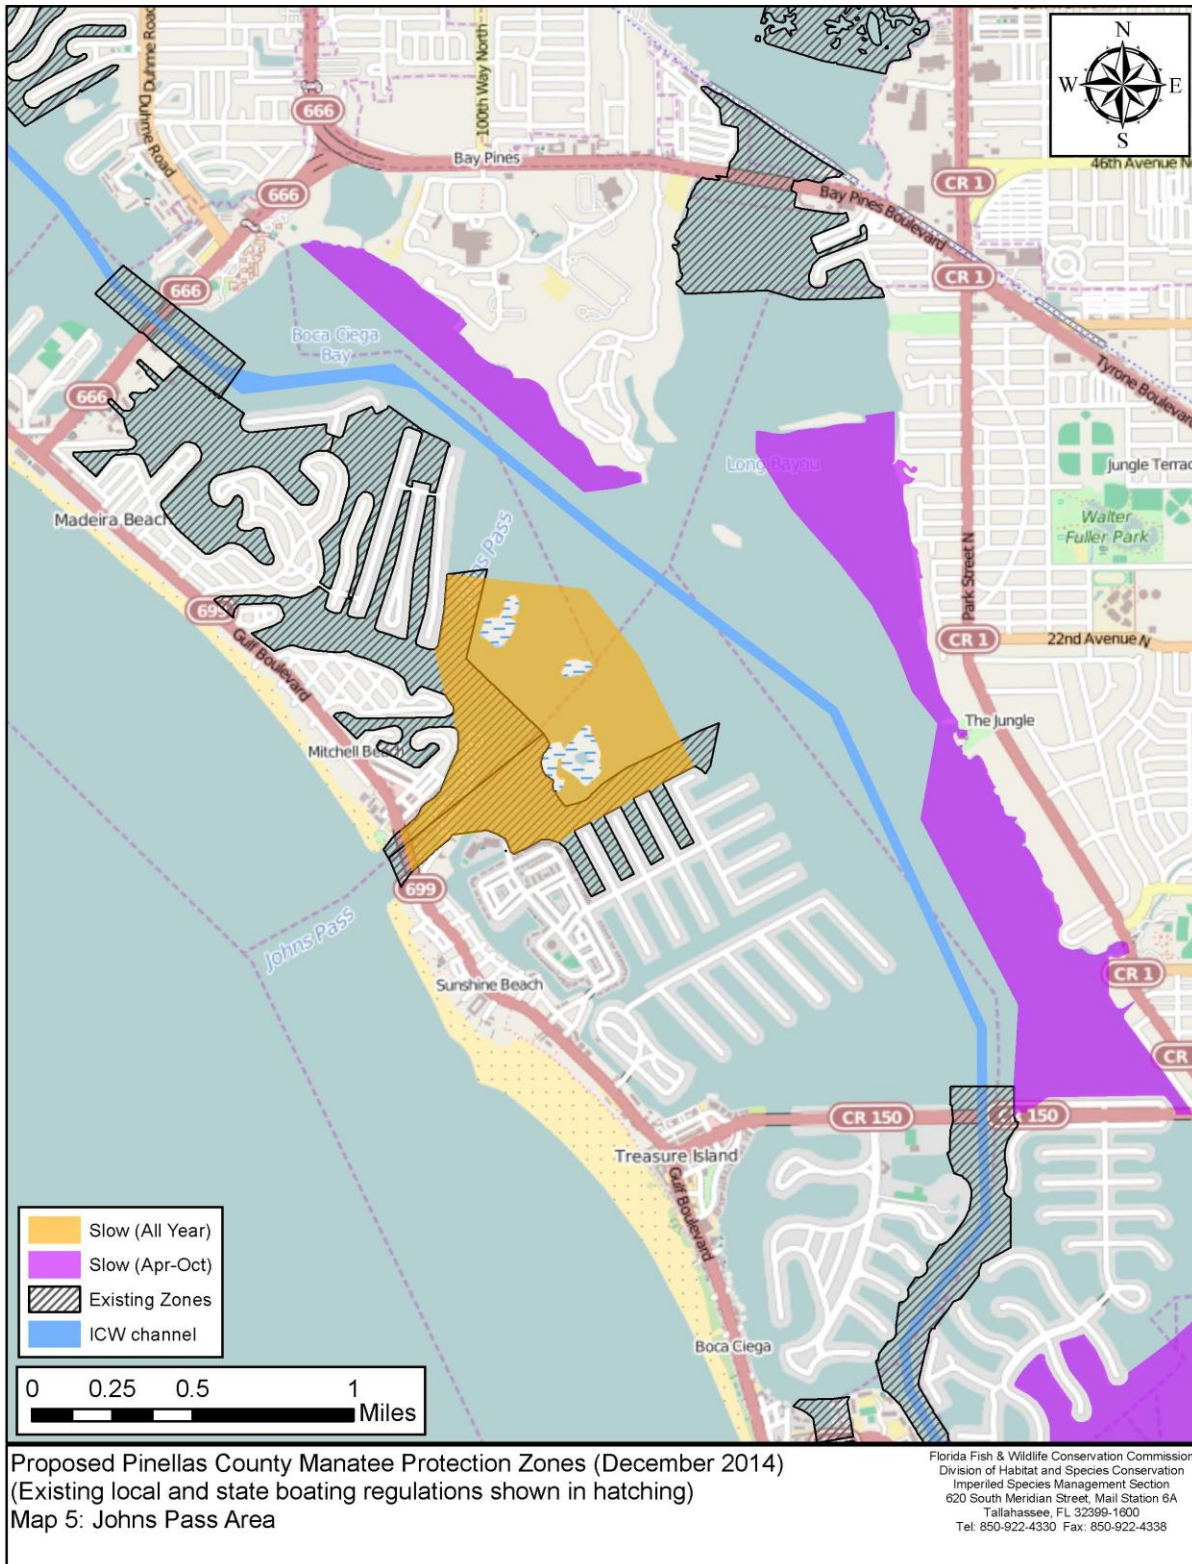 N
W
E
S
Duhme Road
Duhme Road
666
100th Way North
Bay Pines
46th Avenue N
CR 1
666
Bay Pines Boulevard
666
CR 1
Boca Ciega
Bay
Tyrone Boulevard
666
Long Bayou
Jungle Terrac
Madeira Beach
Walter
Fuller Park
ns Pass
Park Street N
699
CR 1
22nd Avenue N
Gulf Boulevard
The Jungle
Mitchell Beach
699
Johns Pass
CR 1
Sunshine Beach
CR
CR 150
150
Treasure Island
Gulf Boulevard
Boca Ciega
Slow (All Year)
Slow (Apr-Oct)
Existing Zones
ICW channel
0 0.25 0.5 1
Miles
Proposed Pinellas County Manatee Protection Zones (December 2014)
(Existing local and state boating regulations shown in hatching)
Map 5: Johns Pass Area
Florida Fish & Wildlife Conservation Commission
Division of Habitat and Species Conservation
Imperiled Species Management Section
620 South Meridian Street, Mail Station 6A
Tallahassee, FL 32399-1600
Tel: 850-922-4330 Fax: 850-922-4338